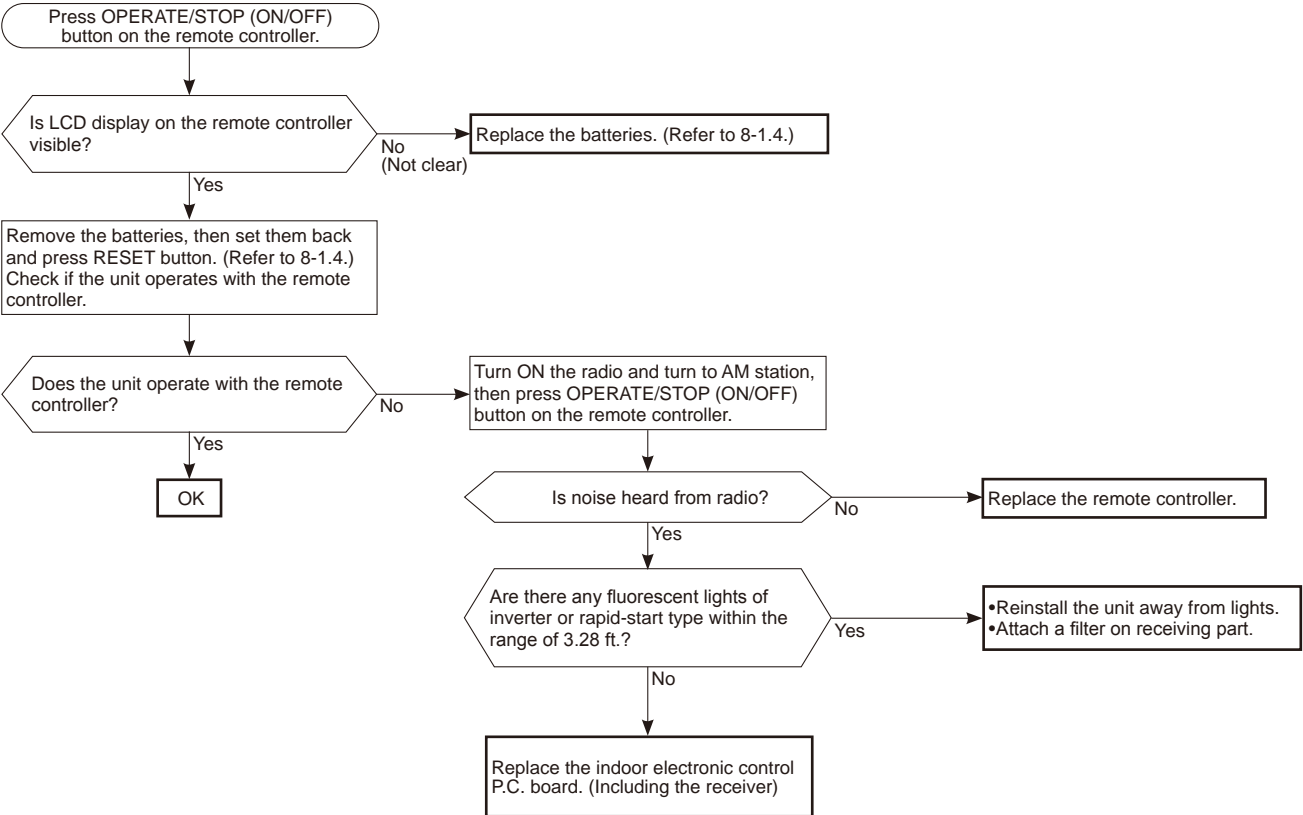 Press OPERATE/STOP (ON/OFF)
button on the remote controller.
Is LCD display on the remote controller
visible?
No
(Not clear)
Replace the batteries. (Refer to 8-1.4.)
Yes
Remove the batteries, then set them back
and press RESET button. (Refer to 8-1.4.)
Check if the unit operates with the remote
controller.
Does the unit operate with the remote
controller?
No
Yes
OK
Turn ON the radio and turn to AM station,
then press OPERATE/STOP (ON/OFF)
button on the remote controller.
Is noise heard from radio?
No
Replace the remote controller.
Yes
Are there any fluorescent lights of
inverter or rapid-start type within the
range of 3.28 ft.?
Yes
•Reinstall the unit away from lights.
•Attach a filter on receiving part.
No
Replace the indoor electronic control
P.C. board. (Including the receiver)